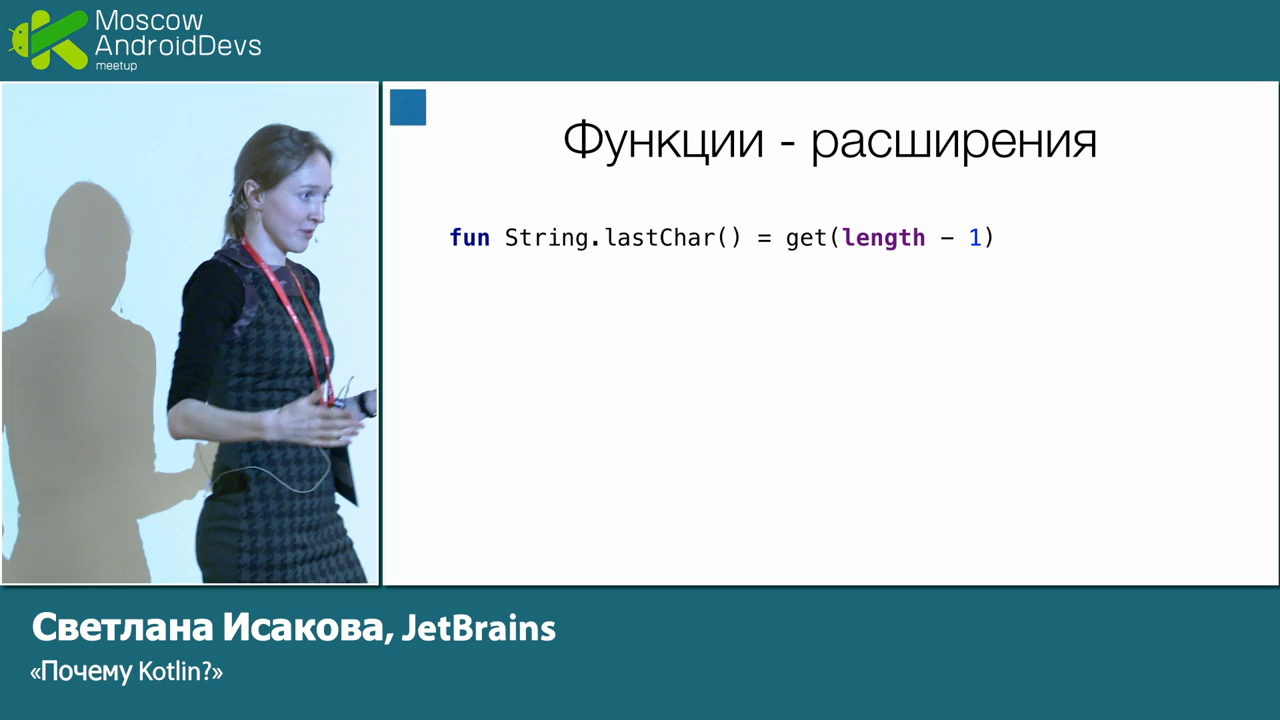 Moscow
AndroidDevs
meetup
Функции - расширения
fun String.lastChar() = get(length - 1)
Светлана Исакова, JetBrains
«Почему Kotlin?»